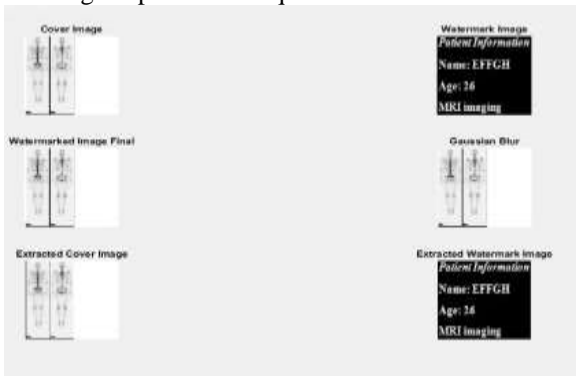 Cover Image
Watermark Image
Patient Information
Name: EFFGH
Age: 26
MRI imaging
Watermarked Image Final
Gaussian Blur
Extracted Cover Image
Extracted Watermark Image
Patient Information
Name: EFFGH
Age: 26
MRI imaging